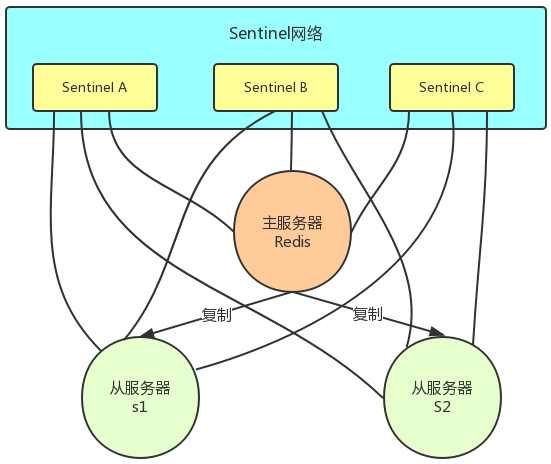 Sentinel网络
Sentinel A
Sentinel B
Sentinel C
主服务器
Redis
复制
复制
从服务器
s1
从服务器
S2